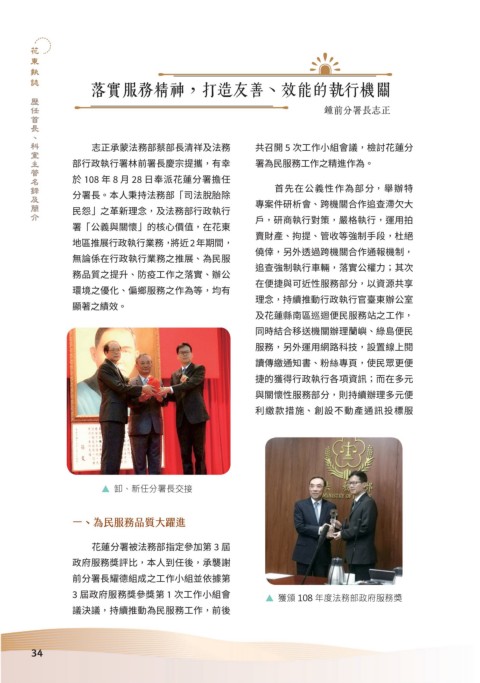 花東執誌 歷任首長、科室主管名錄及簡介
落實服務精神，打造友善、效能的執行機關
鐘前分署長志正
志正承蒙法務部蔡部長清祥及法務
部行政執行署林前署長慶宗提攜，有幸
於 108 年 8 月 28 日奉派花蓮分署擔任
分署長。本人秉持法務部「司法脫胎除
民怨」之革新理念，及法務部行政執行
署「公義與關懷」的核心價值，在花東
地區推展行政執行業務，將近 2 年期間，
無論係在行政執行業務之推展、為民服
務品質之提升、防疫工作之落實、辦公
環境之優化、偏鄉服務之作為等，均有
顯著之績效。
▲ 卸、新任分署長交接
一、為民服務品質大躍進
花蓮分署被法務部指定參加第 3 屆
政府服務獎評比，本人到任後，承襲謝
前分署長耀德組成之工作小組並依據第
3 屆政府服務獎參獎第 1 次工作小組會
議決議，持續推動為民服務工作，前後
共召開 5 次工作小組會議，檢討花蓮分
署為民服務工作之精進作為。
首先在公義性作為部分，舉辦特
專案件研析會、跨機關合作追查滯欠大
戶，研商執行對策，嚴格執行，運用拍
賣財產、拘提、管收等強制手段，杜絕
僥倖，另外透過跨機關合作通報機制，
追查強制執行車輛，落實公權力；其次
在便捷與可近性服務部分，以資源共享
理念，持續推動行政執行官臺東辦公室
及花蓮縣南區巡迴便民服務站之工作，
同時結合移送機關辦理蘭嶼、綠島便民
服務，另外運用網路科技，設置線上閱
讀傳繳通知書、粉絲專頁，使民眾更便
捷的獲得行政執行各項資訊；而在多元
與關懷性服務部分，則持續辦理多元便
利繳款措施、創設不動產通訊投標服
▲ 獲頒 108 年度法務部政府服務獎
34